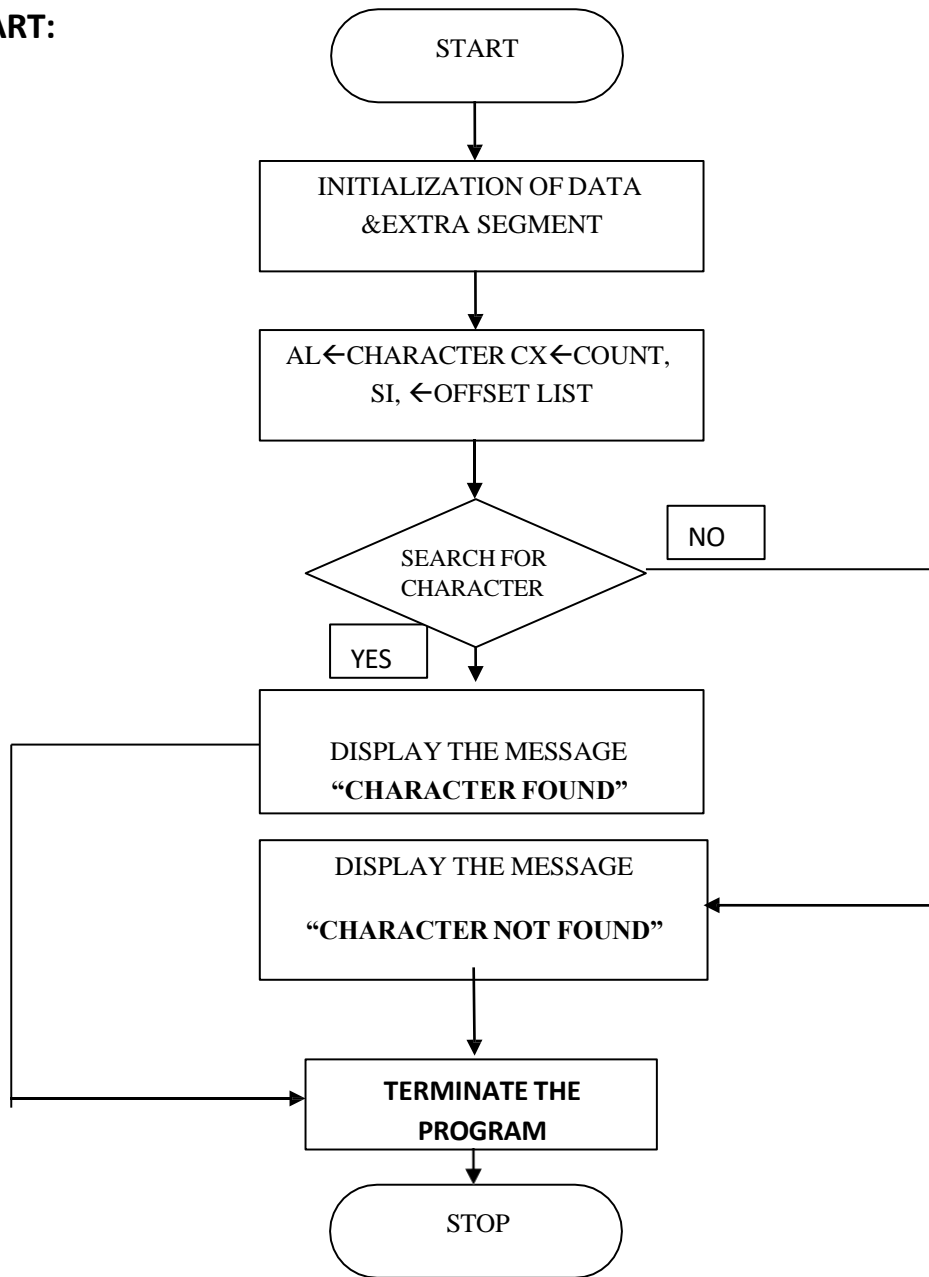 ART:
START
INITIALIZATION OF DATA
&EXTRA SEGMENT
AL←CHARACTER CX←COUNT,
SI, ←OFFSET LIST
SEARCH FOR
CHARACTER
NO
YES
DISPLAY THE MESSAGE
“CHARACTER FOUND”
DISPLAY THE MESSAGE
“CHARACTER NOT FOUND”
TERMINATE THE
PROGRAM
STOP